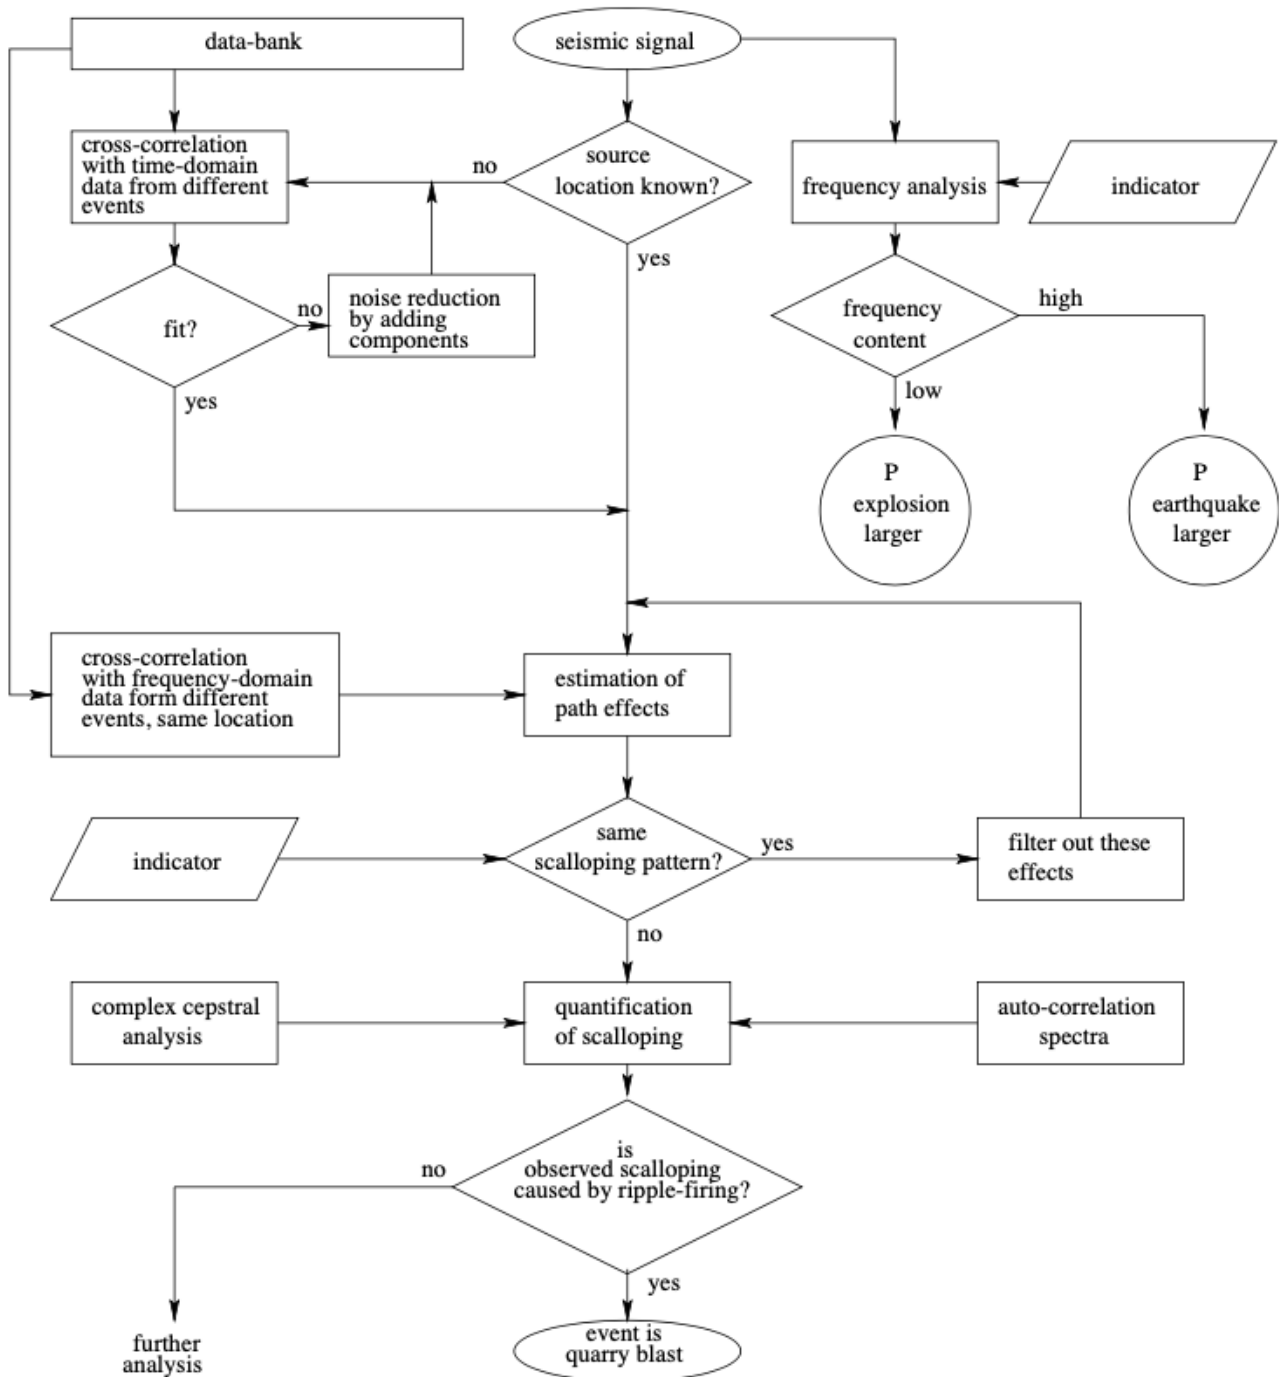 data-bank
seismic signal
cross-correlation
with time-domain
data from different
events
no
source
location known?
frequency analysis
indicator
yes
fit?
no
noise reduction
by adding
components
yes
frequency
content
high
low
P
explosion
larger
P
earthquake
larger
cross-correlation
with frequency-domain
data form different
events, same location
estimation of
path effects
indicator
same
scalloping pattern?
yes
filter out these
effects
no
complex cepstral
analysis
quantification
of scalloping
auto-correlation
spectra
is
observed scalloping
caused by ripple-firing?
no
yes
further
analysis
event is
quarry blast